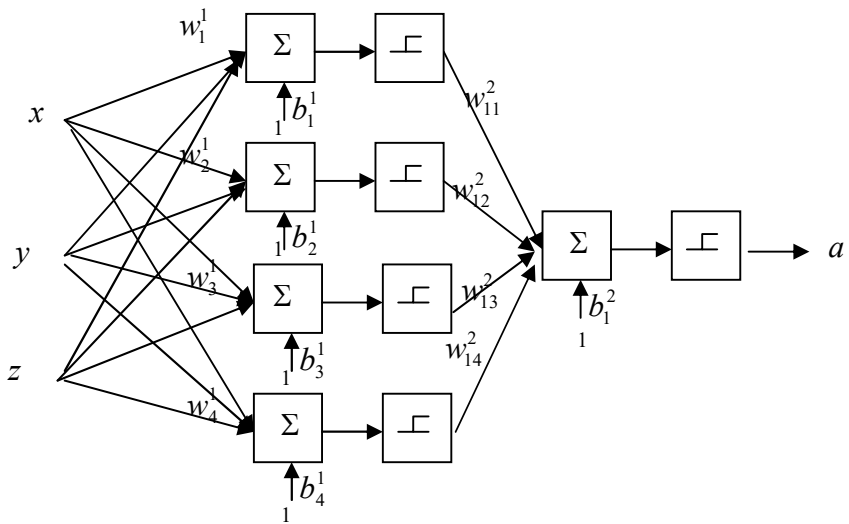 w_1^1
Σ
1 b_1^1
w_11^2
x
w_2^1
Σ
1 b_2^1
w_12^2
y
Σ
a
w_3^1
Σ
1 b_3^1
w_13^2
1 b_1^2
w_14^2
z
w_4^1
Σ
1 b_4^1